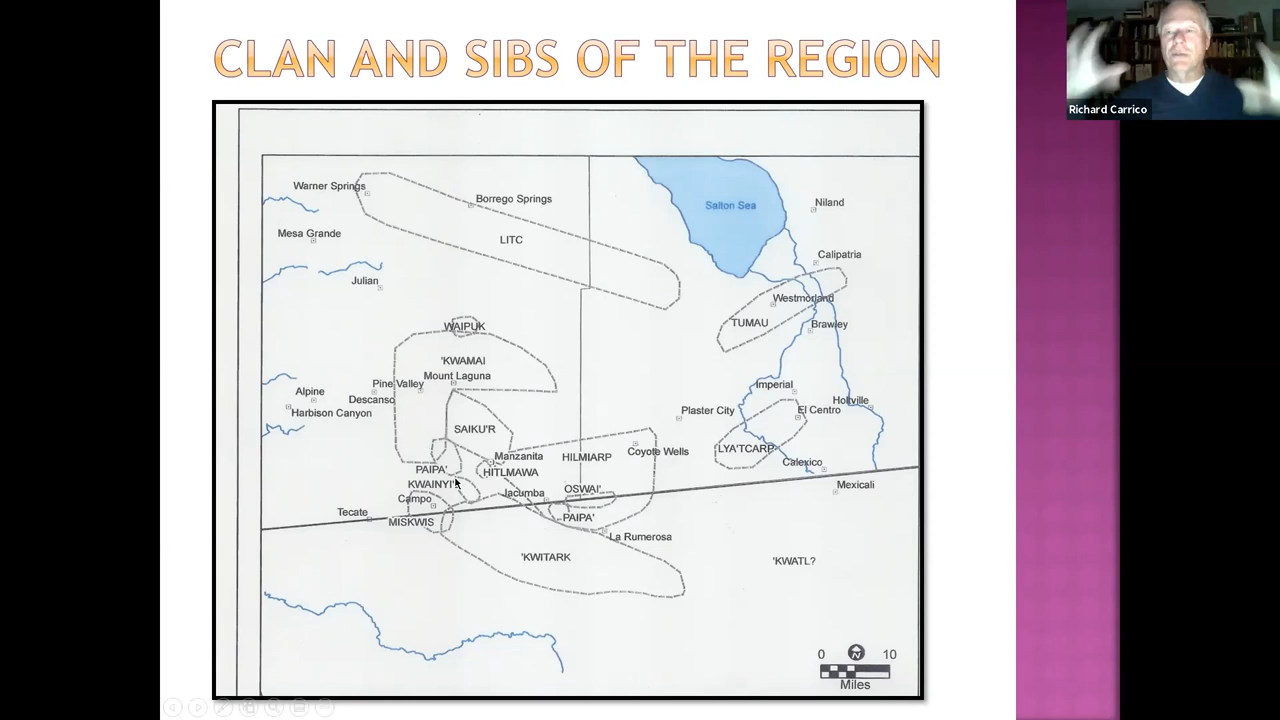 CLAN AND SIBS OF THE REGION
Richard Carrico
Warner Springs
Borrego Springs
Salton Sea
Niland
Mesa Grande
LITC
Calipatria
Julian
Westmorland
TUMAU
Brawley
WAIPUK
'KWAMAI
Mount Laguna
Pine Valley
Imperial
Alpine
Descanso
Holtville
Harbison Canyon
Plaster City
El Centro
SAIKU'R
LYA'TCARP
Manzanita
HILMIARP
Coyote Wells
Calexico
PAIPA'
HITLMAWA
KWAINYI'
OSWAI'
Mexicali
Campo
Jacumba
Tecate
MISKWIS
PAIPA'
La Rumerosa
'KWITARK
'KWATL?
N
0 10
Miles